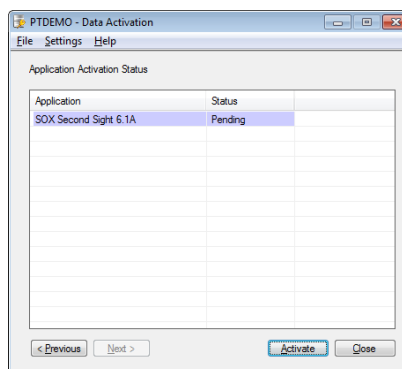 PTDEMO - Data Activation
File Settings Help
Application Activation Status
Application Status
SOX Second Sight 6.1A Pending
< Previous Next > Activate Close